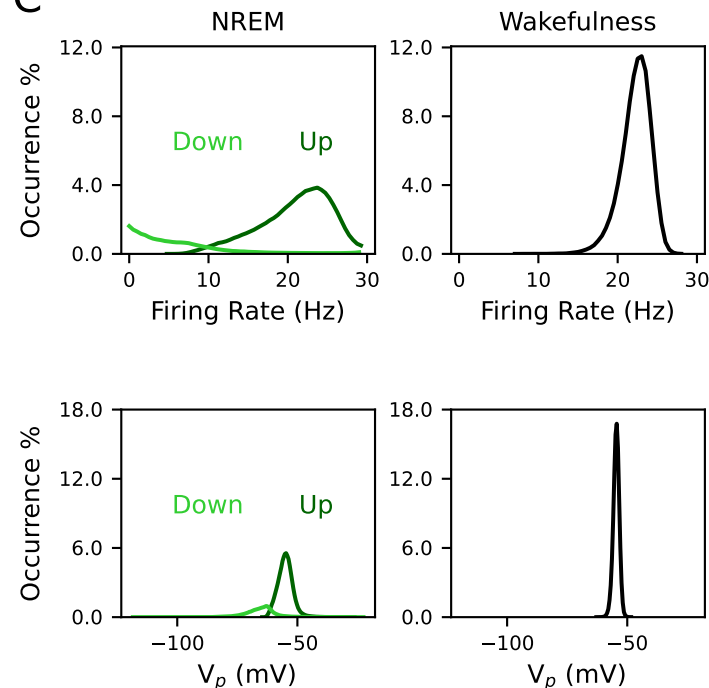 C
NREM
Wakefulness
Occurrence %
12.0
8.0
4.0
0.0
Down
Up
0 10 20 30
Firing Rate (Hz)
12.0
8.0
4.0
0.0
0 10 20 30
Firing Rate (Hz)
Occurrence %
18.0
12.0
6.0
0.0
Down
Up
−100 −50
Vₚ (mV)
18.0
12.0
6.0
0.0
−100 −50
Vₚ (mV)